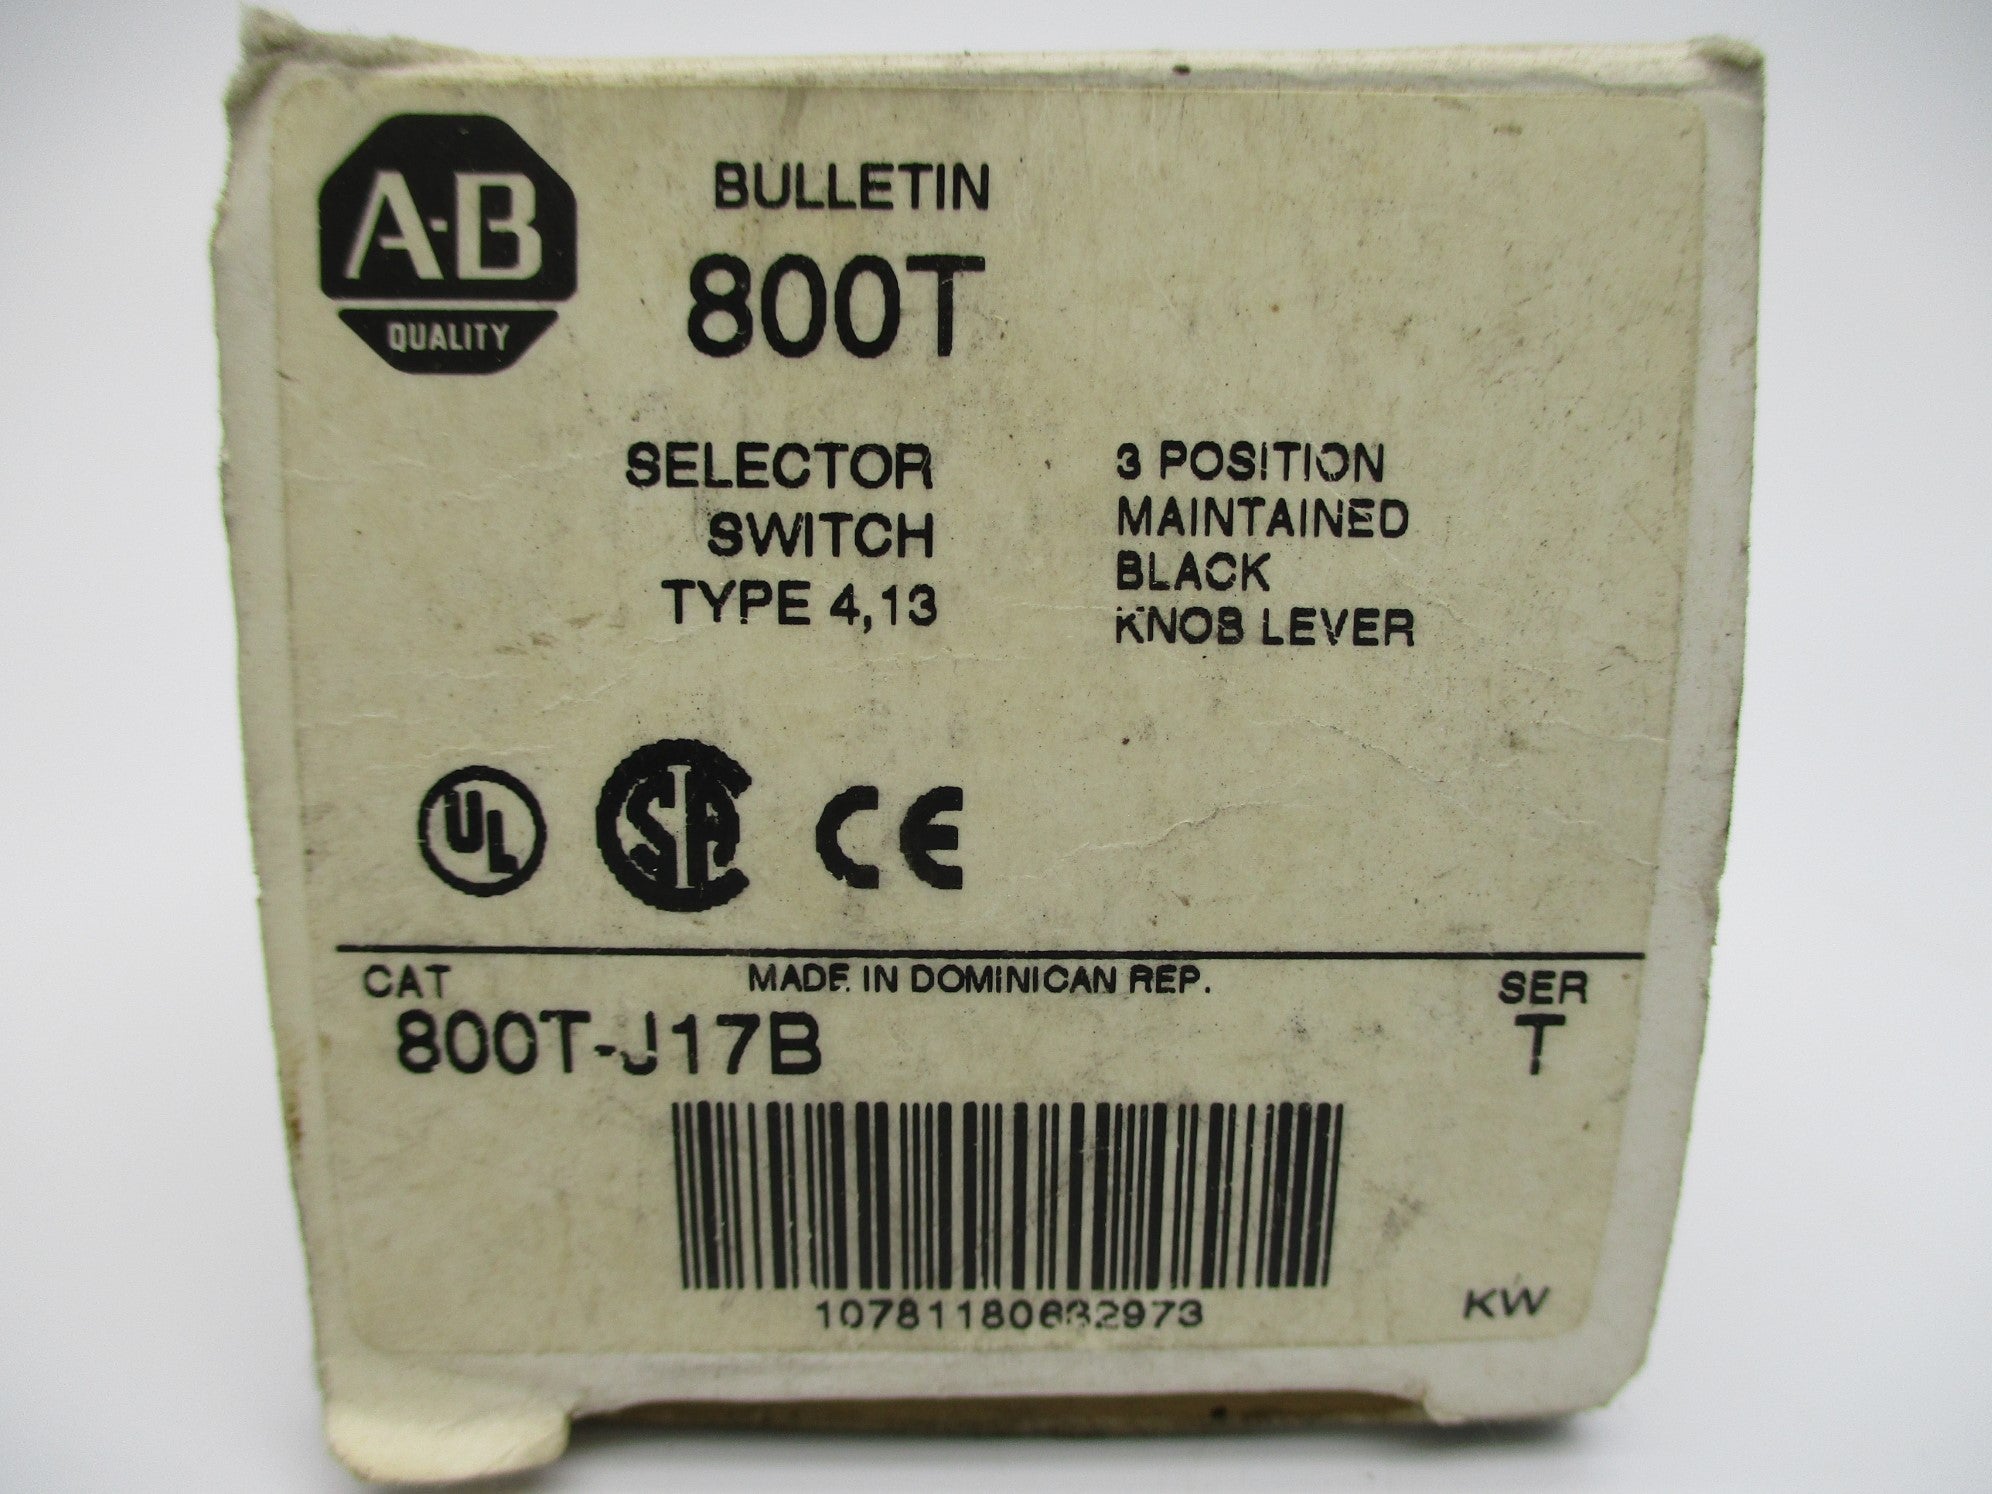 A-B
QUALITY
BULLETIN
800T
SELECTOR
SWITCH
TYPE 4,13
3 POSITION
MAINTAINED
BLACK
KNOB LEVER
UL
CSA
CE
CAT
MADE IN DOMINICAN REP.
SER
800T-J17B
T
10781180632973
KW